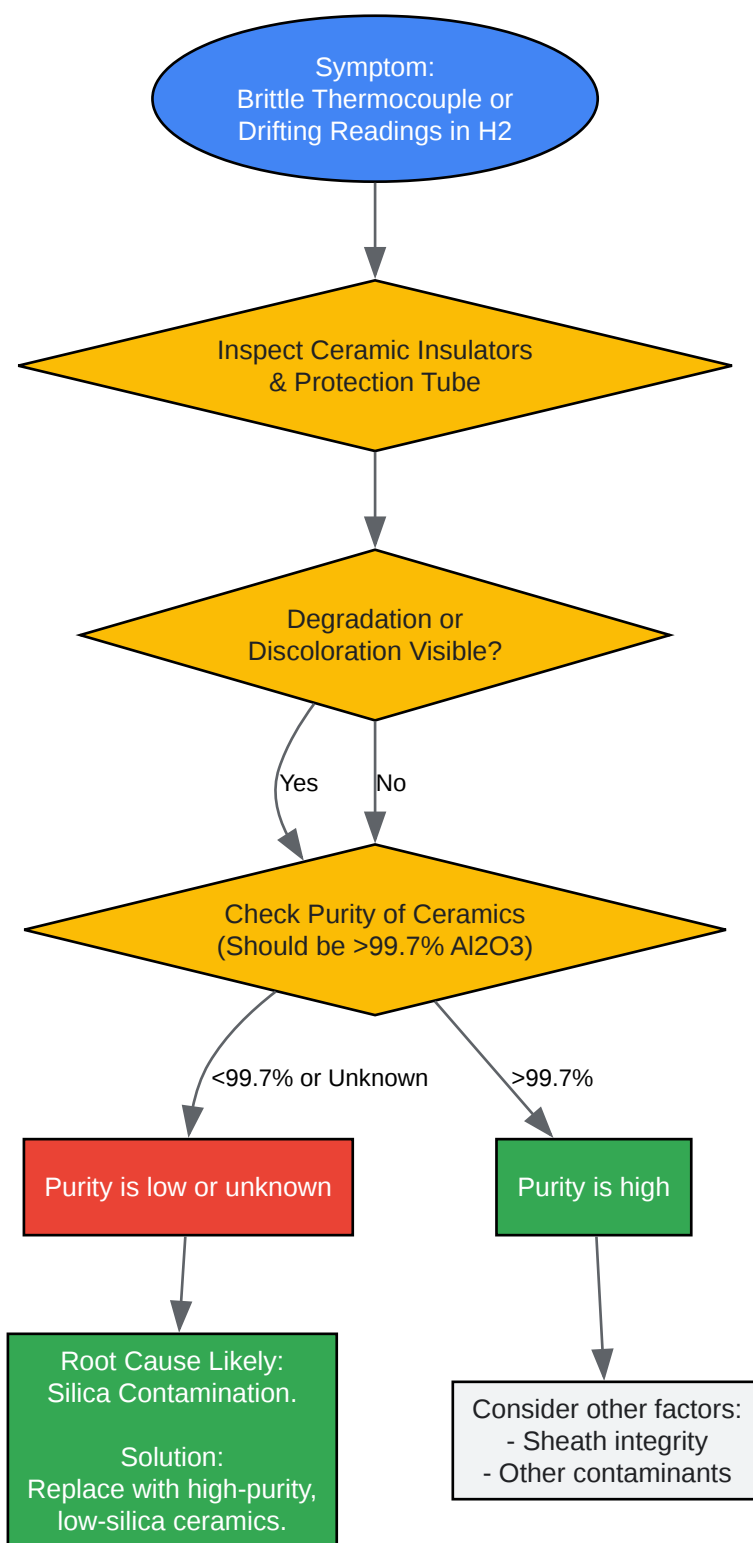 Symptom:
Brittle Thermocouple or
Drifting Readings in H2
Inspect Ceramic Insulators
& Protection Tube
Degradation or
Discoloration Visible?
Yes
No
Check Purity of Ceramics
(Should be >99.7% Al2O3)
<99.7% or Unknown
>99.7%
Purity is low or unknown
Purity is high
Root Cause Likely:
Silica Contamination.
Solution:
Replace with high-purity,
low-silica ceramics.
Consider other factors:
- Sheath integrity
- Other contaminants